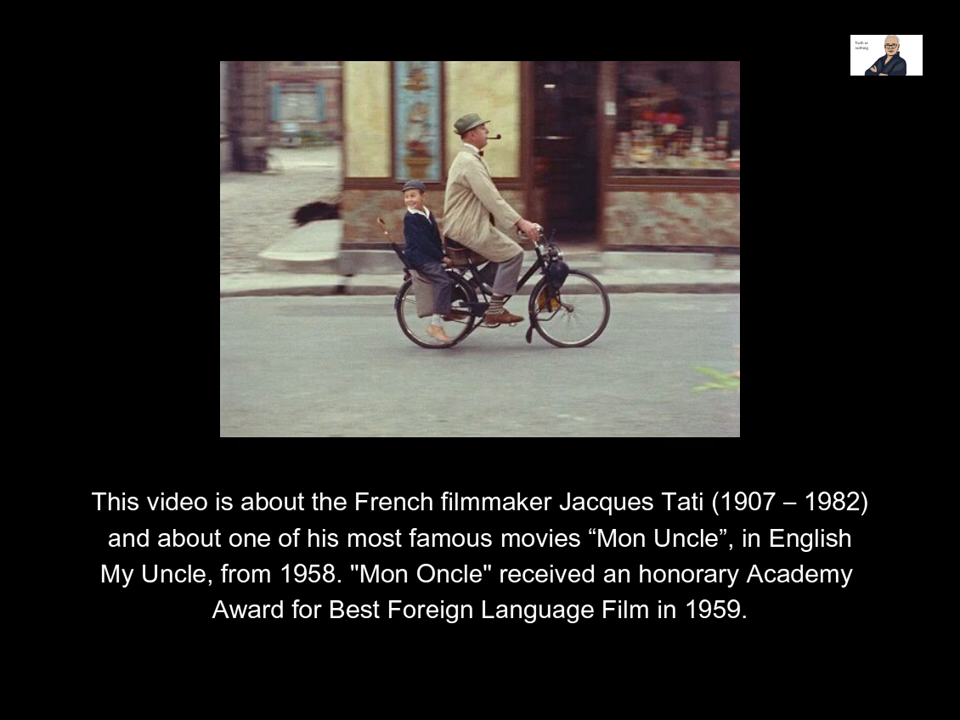 This video is about the French filmmaker Jacques Tati (1907 – 1982)
and about one of his most famous movies “Mon Uncle”, in English
My Uncle, from 1958. "Mon Oncle" received an honorary Academy
Award for Best Foreign Language Film in 1959.